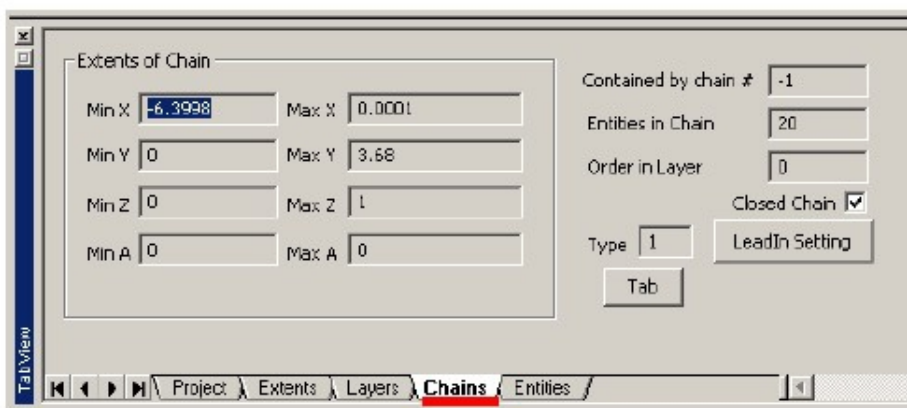 Extents of Chain
Min X -6.3998 Max X 0.0001
Min Y 0 Max Y 3.68
Min Z 0 Max Z 1
Min A 0 Max A 0
Contained by chain # -1
Entities in Chain 20
Order in Layer 0
Closed Chain
Type 1 LeadIn Setting
Tab
TabView
Project Extents Layers Chains Entities